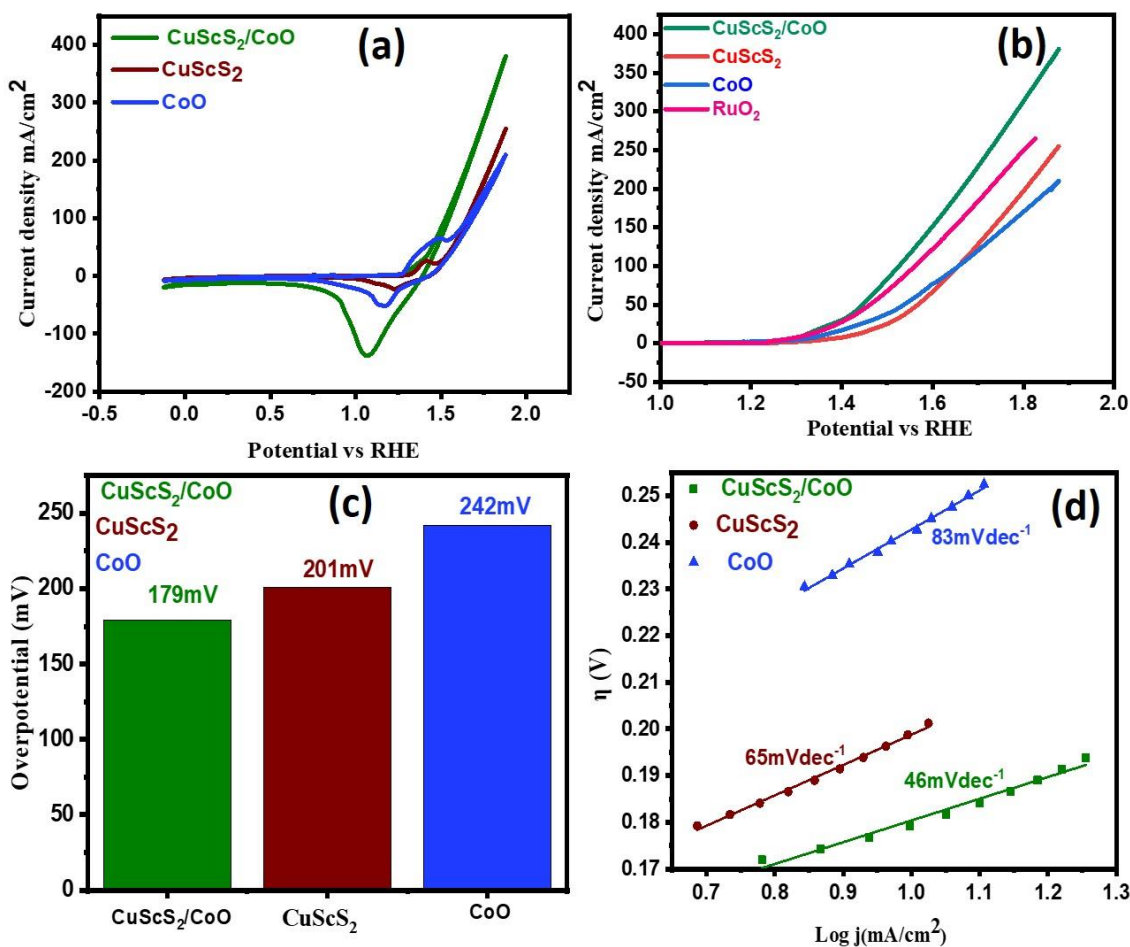 (a)
CuScS₂/CoO
CuScS₂
CoO
Current density mA/cm²
400
300
200
100
0
-100
-200
-0.5
0.0
0.5
1.0
1.5
2.0
Potential vs RHE
(b)
CuScS₂/CoO
CuScS₂
CoO
RuO₂
Current density mA/cm²
400
350
300
250
200
150
100
50
0
-50
1.0
1.2
1.4
1.6
1.8
2.0
Potential vs RHE
(c)
CuScS₂/CoO
CuScS₂
CoO
179mV
201mV
242mV
Overpotential (mV)
250
200
150
100
50
0
CuScS₂/CoO
CuScS₂
CoO
(d)
CuScS₂/CoO
CuScS₂
CoO
83mVdec⁻¹
65mVdec⁻¹
46mVdec⁻¹
η (V)
0.25
0.24
0.23
0.22
0.21
0.20
0.19
0.18
0.17
0.7
0.8
0.9
1.0
1.1
1.2
1.3
Log j(mA/cm²)